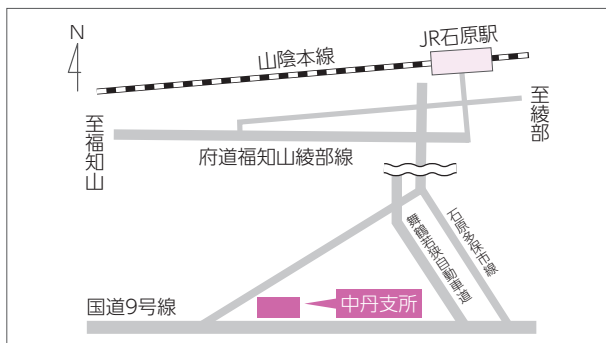 N
JR石原駅
山陰本線
至綾部
至福知山
府道福知山綾部線
石原多保市線
舞鶴若狭自動車道
国道9号線
中丹支所